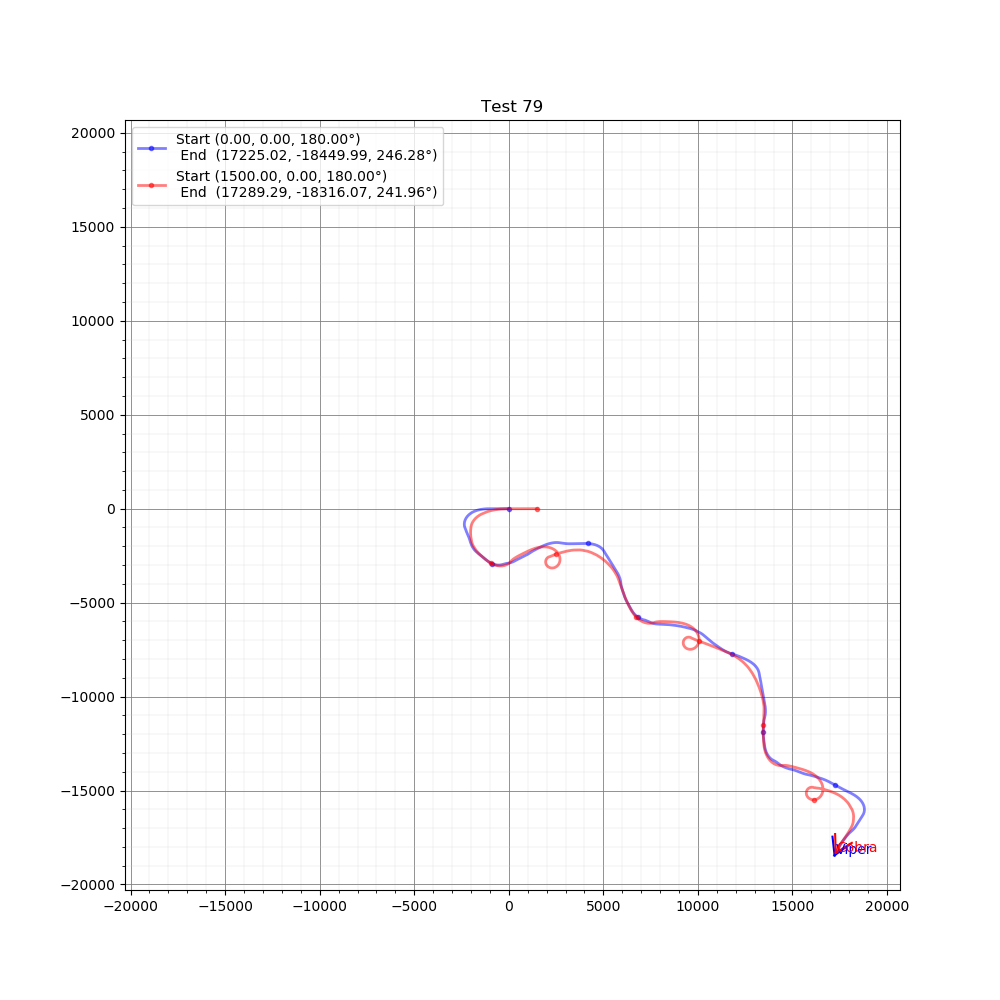 Test 79
Start (0.00, 0.00, 180.00°)
End (17225.02, -18449.99, 246.28°)
Start (1500.00, 0.00, 180.00°)
End (17289.29, -18316.07, 241.96°)
20000
15000
10000
5000
0
−5000
−10000
−15000
−20000
Viper
−20000 −15000 −10000 −5000 0 5000 10000 15000 20000